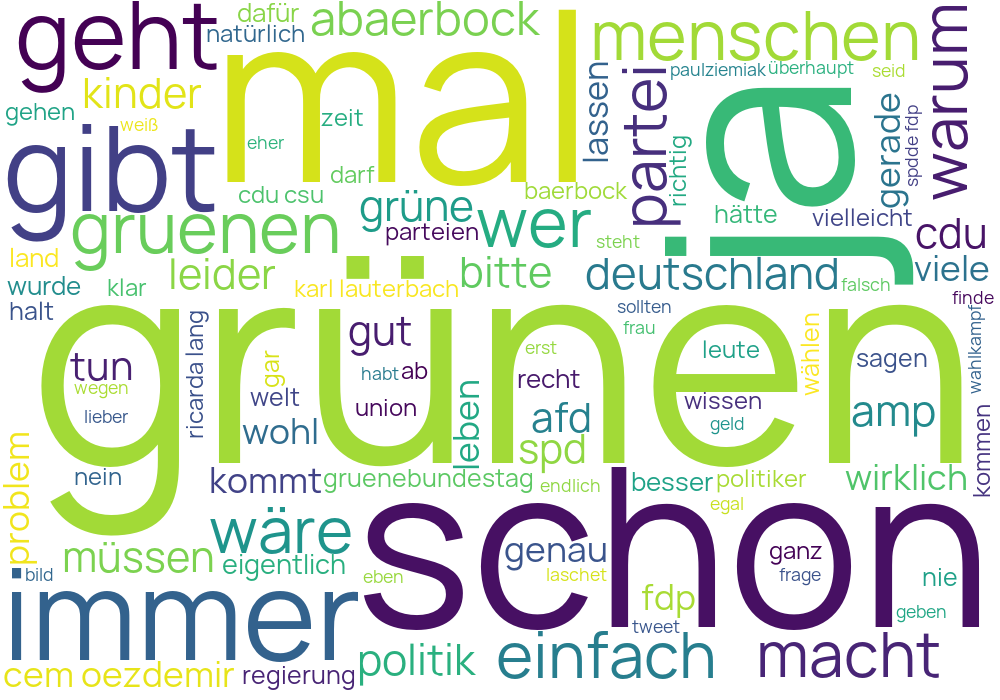 geht
dafür
natürlich
abaerbock
menschen
warum
mal
ja
kinder
gehen
weiß
eher
zeit
darf
lassen
paulziemiak
überhaupt
seid
partei
richtig
gerade
spdde fdp
gibt
cdu csu
baerbock
hätte
vielleicht
gruenen
grüne
parteien
wer
steht
cdu
land
leider
karl lauterbach
bitte
deutschland
falsch
viele
wurde
klar
halt
finde
grünen
sollten
frau
wahlkampf
ricarda lang
gar
gut
tun
wegen
lieber
welt
habt
ab
union
erst
recht
leute
wissen
geld
wählen
sagen
wohl
leben
afd
spd
amp
kommen
problem
nein
kommt
gruenebundestag
endlich
besser
politiker
egal
wirklich
schon
wäre
müssen
eigentlich
bild
eben
genau
laschet
ganz
frage
nie
geben
immer
fdp
tweet
cem oezdemir
regierung
politik
einfach
macht